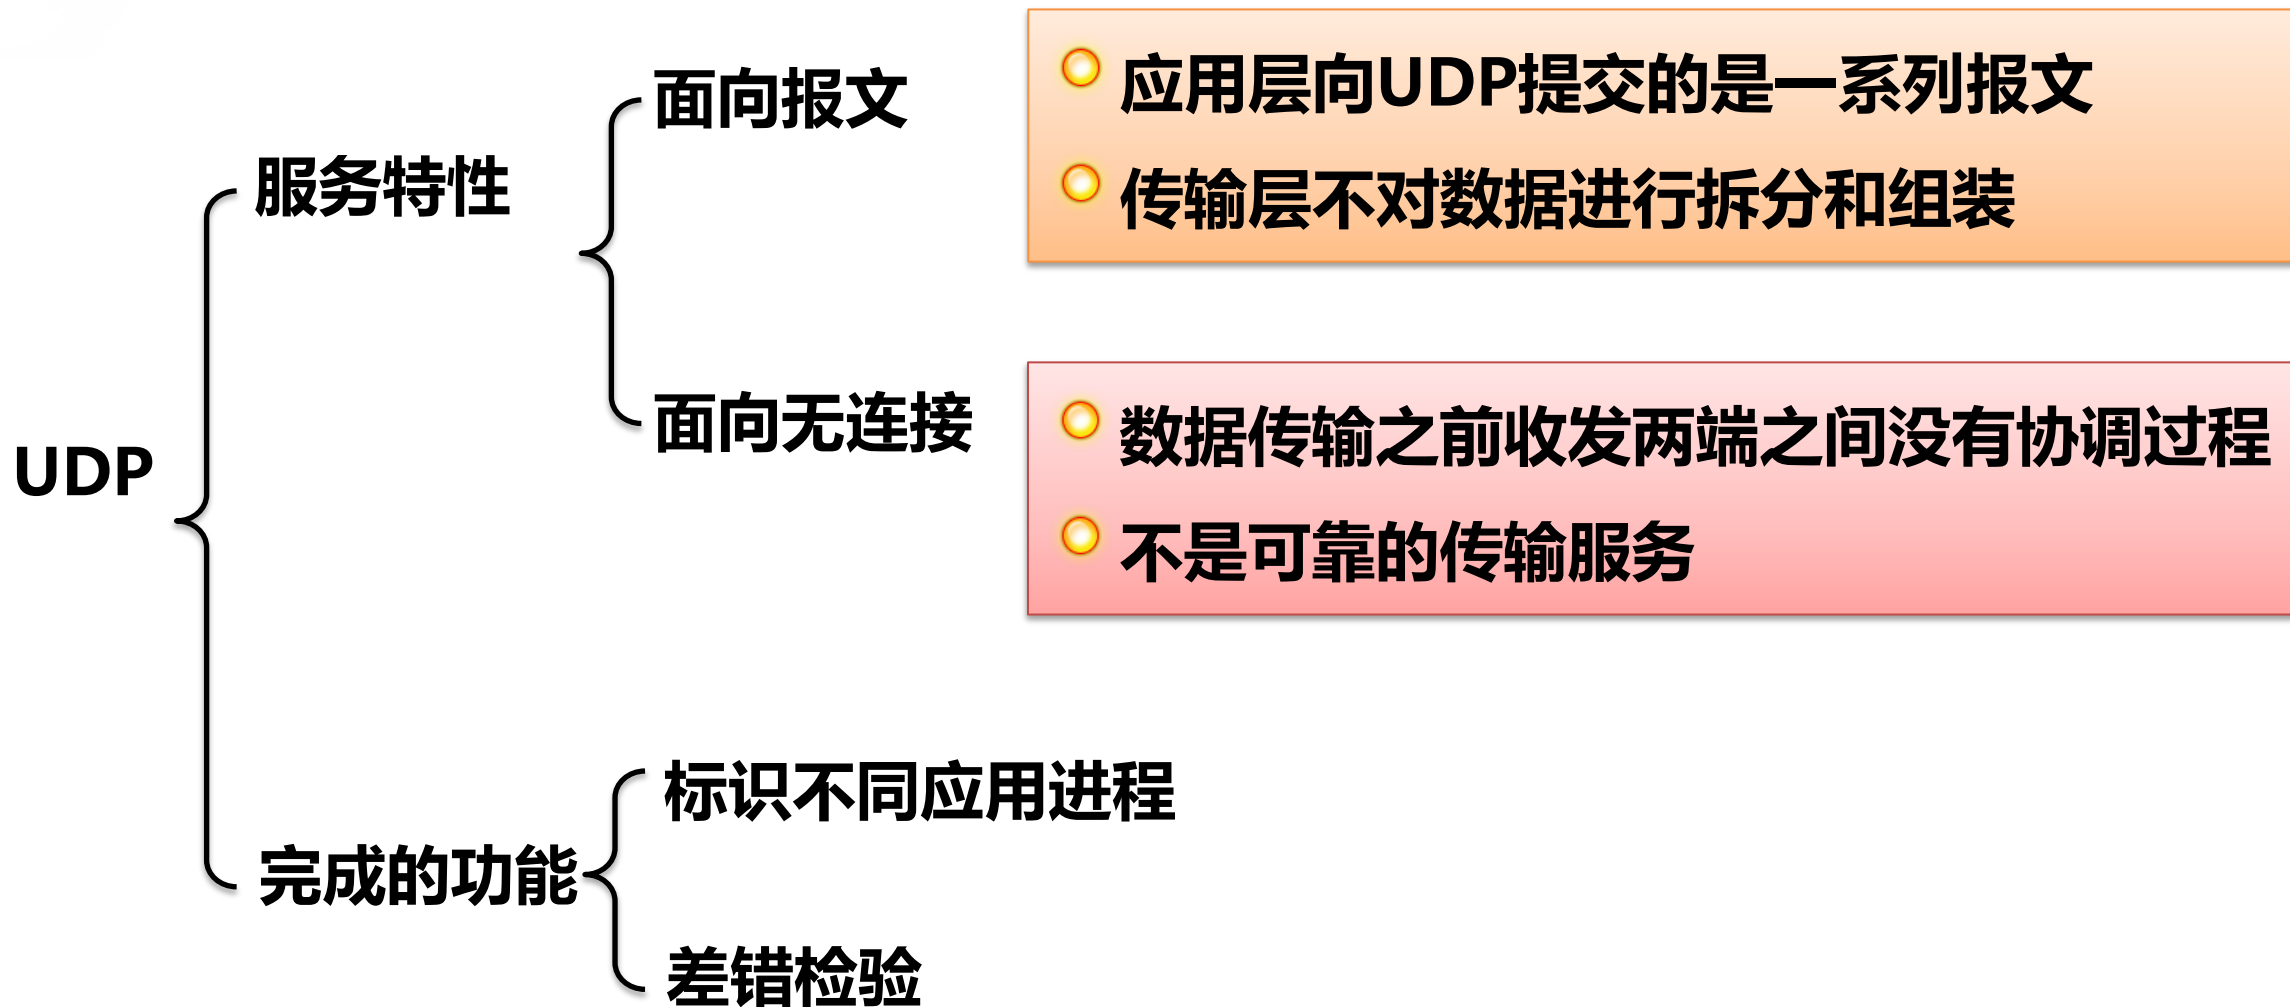 UDP
服务特性
面向报文
应用层向UDP提交的是一系列报文
传输层不对数据进行拆分和组装
面向无连接
数据传输之前收发两端之间没有协调过程
不是可靠的传输服务
完成的功能
标识不同应用进程
差错检验